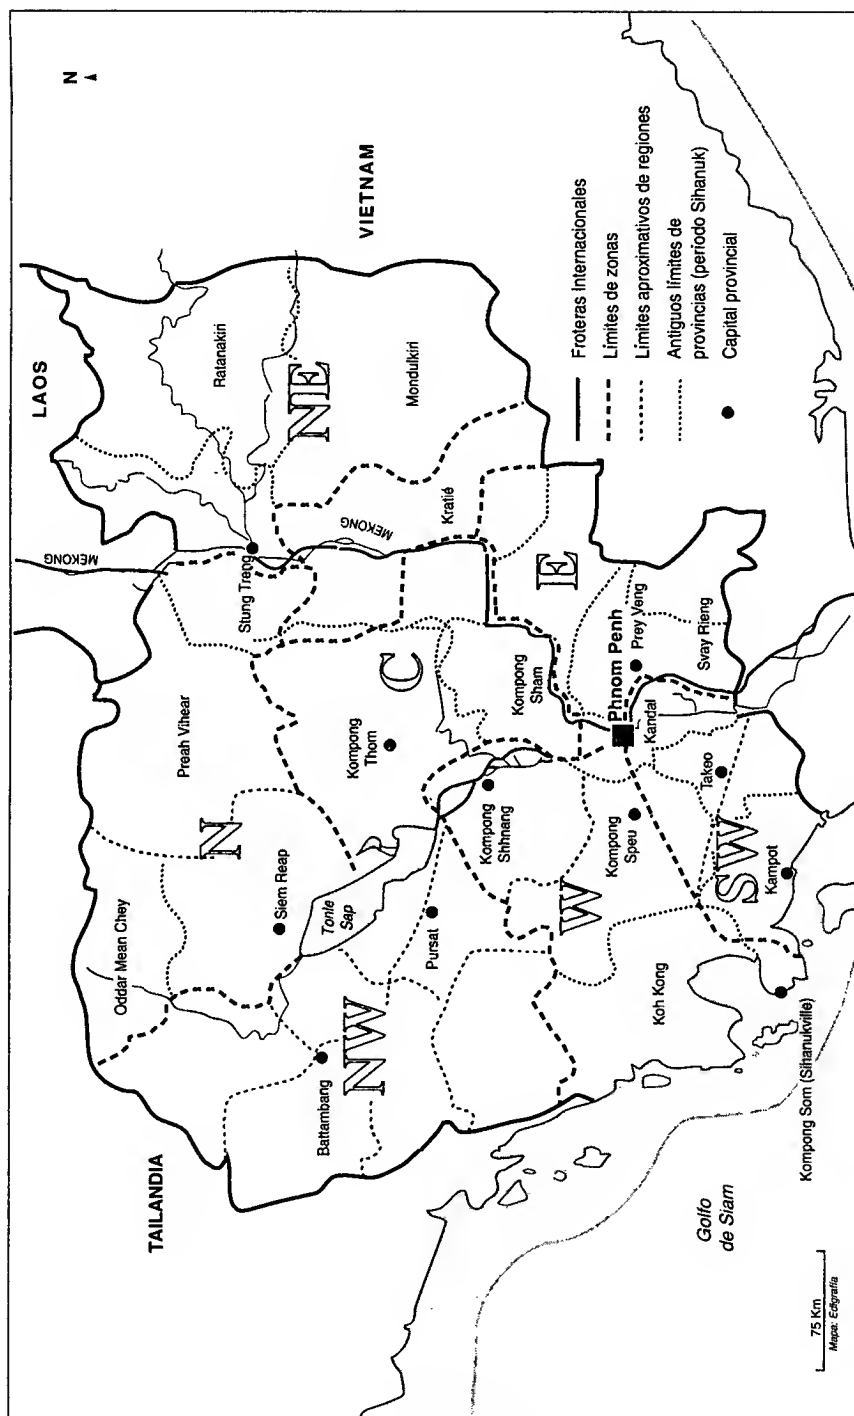 N
LAOS
MEKONG
Oddar Mean Chey
TAILANDIA
Preah Vihear
N
Ratanakiri
Stung Treng
Siem Reap
NE
Battambang
Tonle
Sap
Kompong
Thom
VIETNAM
NW
MEKONG
C
Mondulkiri
Pursat
Kratié
Kompong
Shhnang
Kompong
Sham
E
W
Kompong
Speu
Phnom Penh
Prey Veng
Kandal
Koh Kong
Svay Rieng
Takeo
SW
Kampot
Golfo
de Siam
Kompong Som (Sihanukville)
Froteras Internacionales
Límites de zonas
Límites aproximativos de regiones
Antiguos límites de
provincias (período Sihanuk)
Capital provincial
75 Km
Mapa: Edigrafía